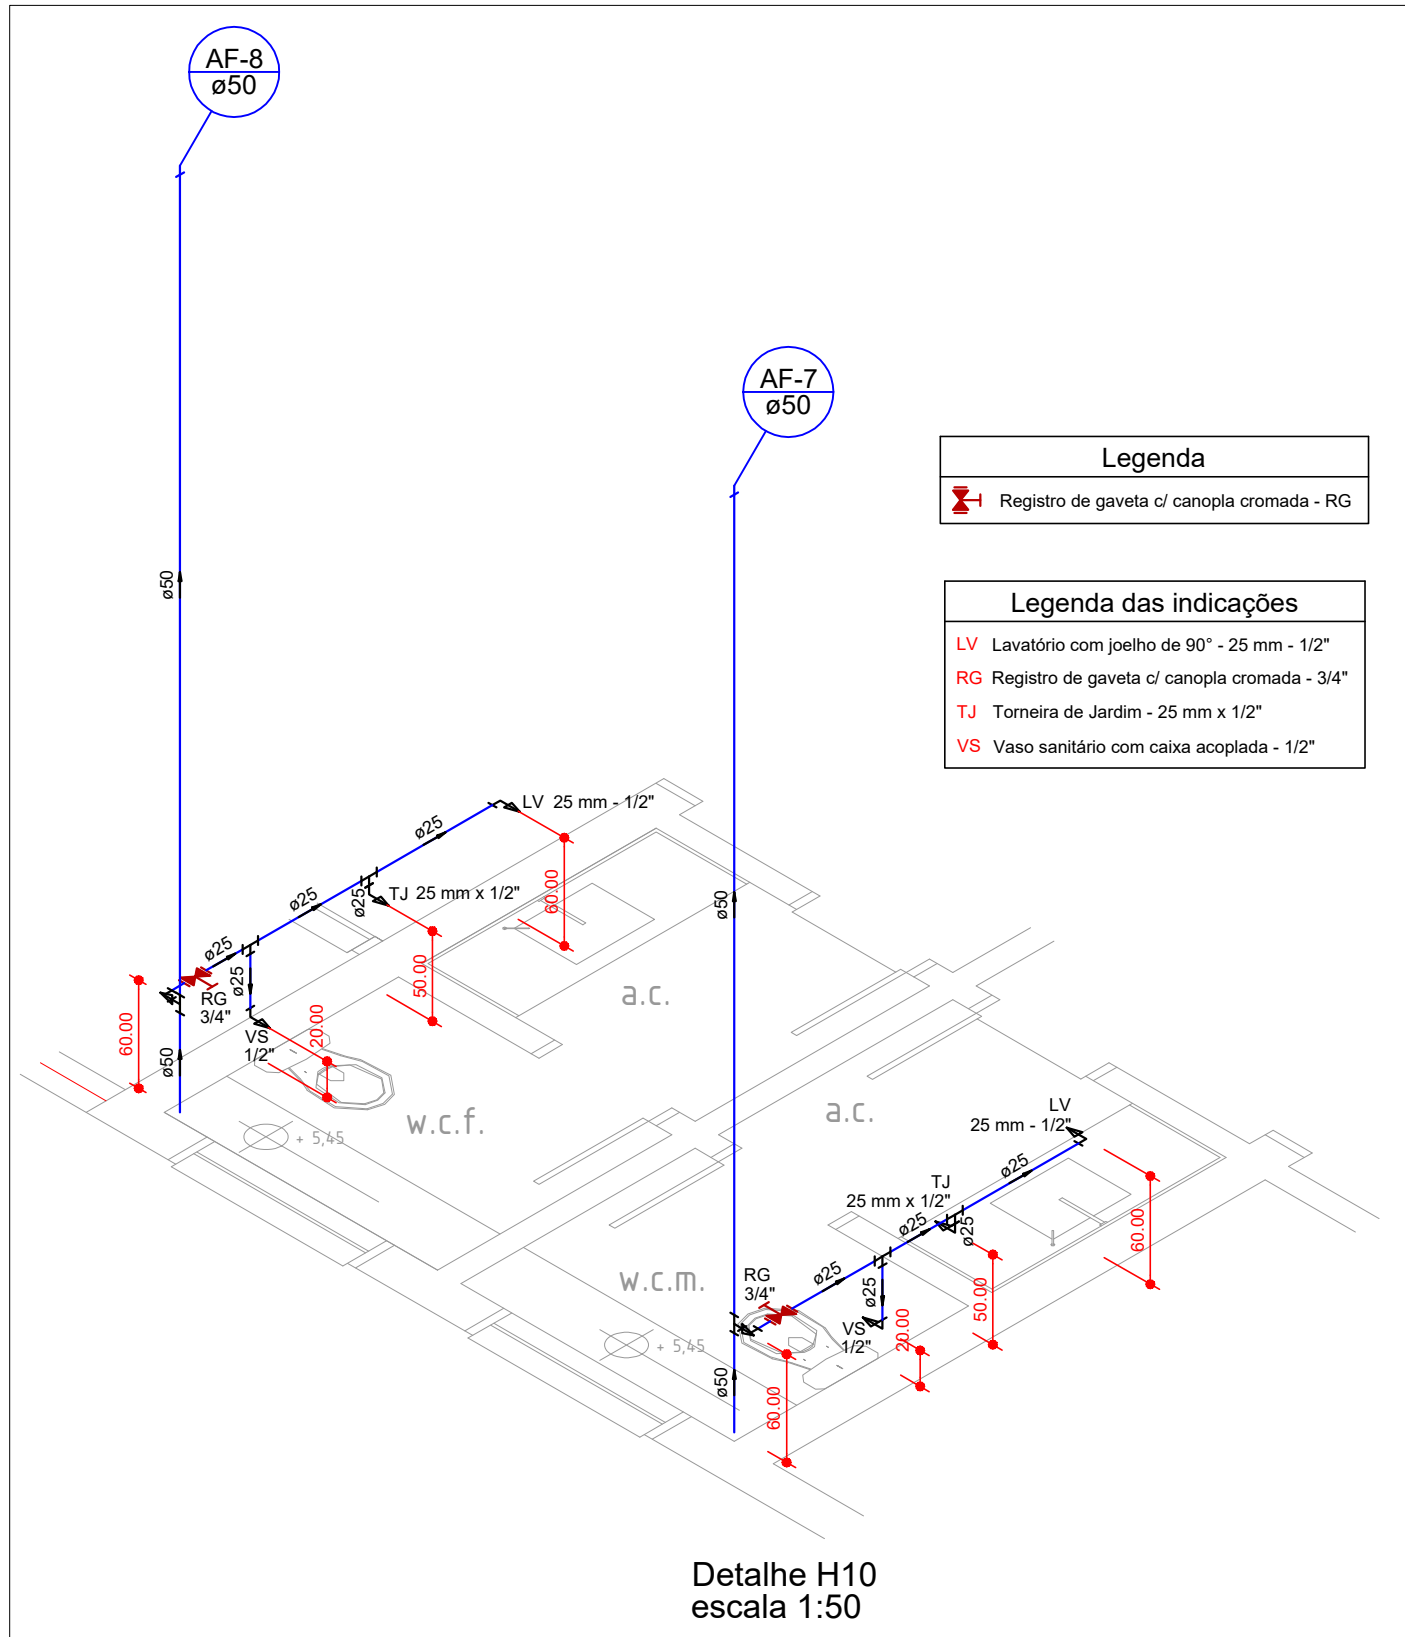 AF-8
ø50
AF-7
ø50
Legenda
Registro de gaveta c/ canopla cromada - RG
ø50
Legenda das indicações
LV Lavatório com joelho de 90° - 25 mm - 1/2"
RG Registro de gaveta c/ canopla cromada - 3/4"
TJ Torneira de Jardim - 25 mm x 1/2"
VS Vaso sanitário com caixa acoplada - 1/2"
LV 25 mm - 1/2"
ø25
ø25
ø25
TJ 25 mm x 1/2"
60.00
ø50
ø25
ø25
50.00
RG
3/4"
a.c.
60.00
VS
1/2"
20.00
ø50
w.c.f.
+ 5,45
a.c.
LV
25 mm - 1/2"
ø25
TJ
25 mm x 1/2"
ø25
ø25
60.00
w.c.m.
RG
3/4"
ø25
ø25
50.00
VS
1/2"
20.00
+ 5,45
ø50
60.00
Detalhe H10
escala 1:50